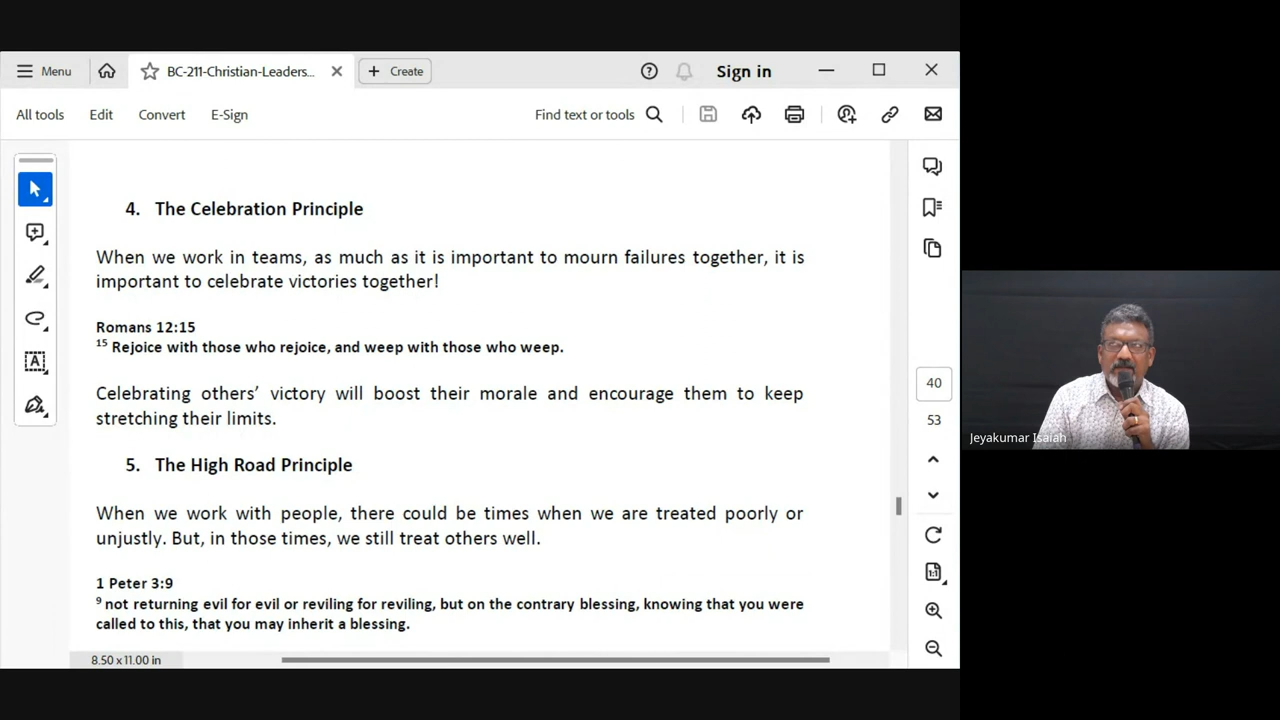 Menu
BC-211-Christian-Leaders...
Create
Sign in
All tools
Edit
Convert
E-Sign
Find text or tools
4. The Celebration Principle
When we work in teams, as much as it is important to mourn failures together, it is
important to celebrate victories together!
Romans 12:15
15 Rejoice with those who rejoice, and weep with those who weep.
Celebrating others’ victory will boost their morale and encourage them to keep
stretching their limits.
5. The High Road Principle
When we work with people, there could be times when we are treated poorly or
unjustly. But, in those times, we still treat others well.
1 Peter 3:9
9 not returning evil for evil or reviling for reviling, but on the contrary blessing, knowing that you were
called to this, that you may inherit a blessing.
8.50 x 11.00 in
40
53
1:1
Jeyakumar Isaiah